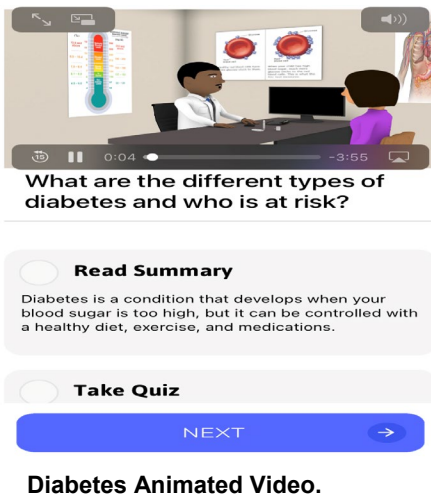 15
0:04
-3:55
What are the different types of
diabetes and who is at risk?
Read Summary
Diabetes is a condition that develops when your
blood sugar is too high, but it can be controlled with
a healthy diet, exercise, and medications.
Take Quiz
NEXT
Diabetes Animated Video.